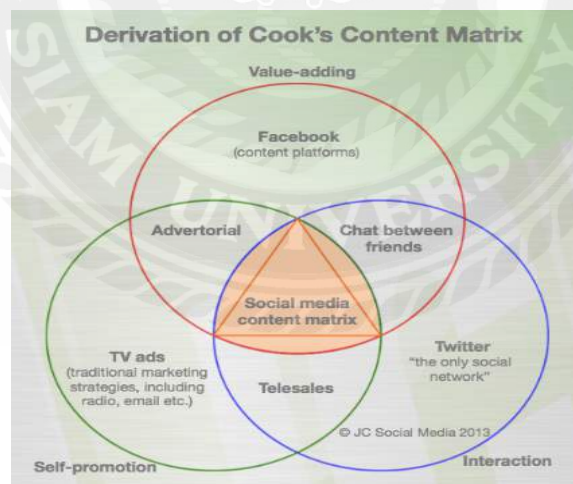 Derivation of Cook's Content Matrix
Value-adding
Facebook
(content platforms)
Advertorial
Chat between
friends
Social media
content matrix
TV ads
(traditional marketing
strategies, including
radio, email etc.)
Twitter
"the only social
network"
Telesales
© JC Social Media 2013
Self-promotion
Interaction
SIAM UNIVERSITY